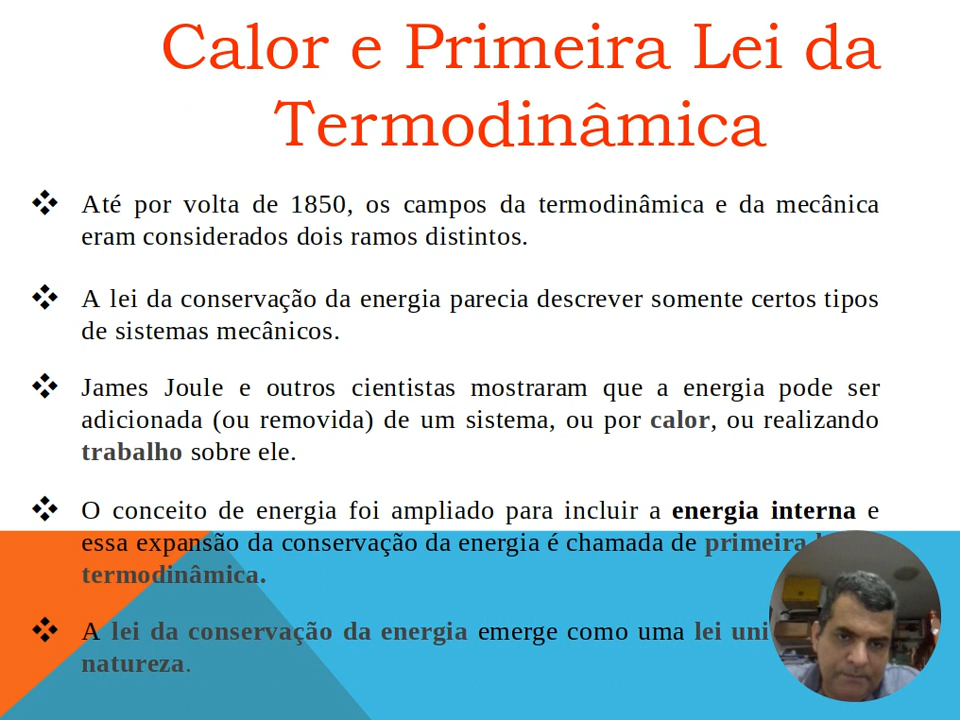 Calor e Primeira Lei da
Termodinâmica
Até por volta de 1850, os campos da termodinâmica e da mecânica
eram considerados dois ramos distintos.
A lei da conservação da energia parecia descrever somente certos tipos
de sistemas mecânicos.
James Joule e outros cientistas mostraram que a energia pode ser
adicionada (ou removida) de um sistema, ou por calor, ou realizando
trabalho sobre ele.
O conceito de energia foi ampliado para incluir a energia interna e
essa expansão da conservação da energia é chamada de primeira
termodinâmica.
A lei da conservação da energia emerge como uma lei
natureza.